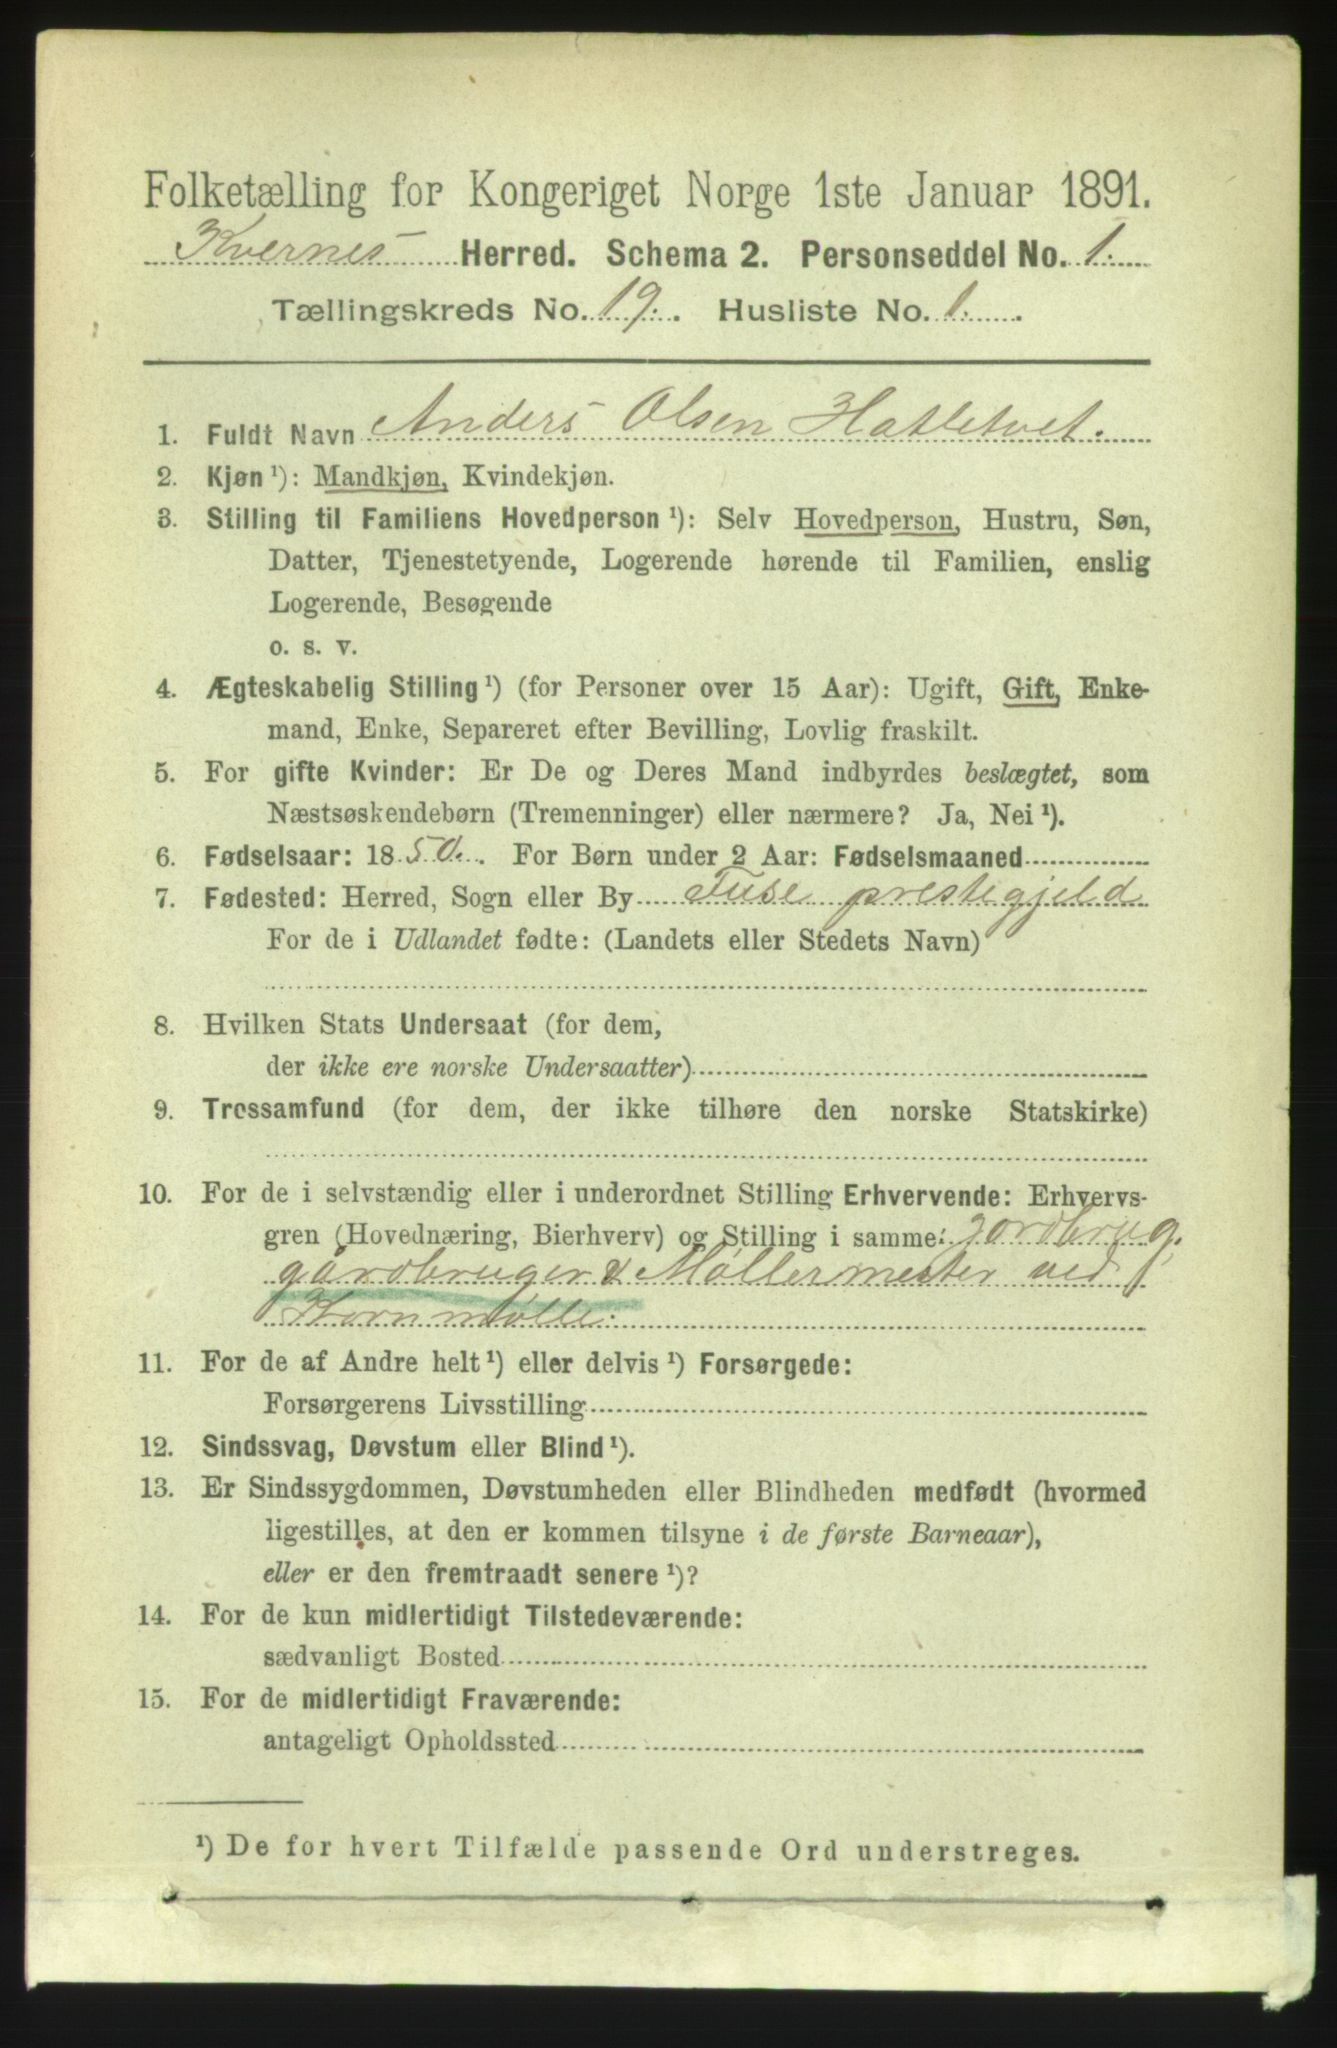 Folketælling for Kongeriget Norge 1ste Januar 1891.
Kvernes Herred. Schema 2. Personseddel No. 1.
Tællingskreds No. 19. Husliste No. 1.
1. Fuldt Navn Anders Olsen Hatletvet.
2. Kjøn ¹): Mandkjøn, Kvindekjøn.
3. Stilling til Familiens Hovedperson ¹): Selv Hovedperson, Hustru, Søn,
Datter, Tjenestetyende, Logerende hørende til Familien, enslig
Logerende, Besøgende
o. s. v.
4. Ægteskabelig Stilling ¹) (for Personer over 15 Aar): Ugift, Gift, Enke-
mand, Enke, Separeret efter Bevilling, Lovlig fraskilt.
5. For gifte Kvinder: Er De og Deres Mand indbyrdes beslægtet, som
Næstsøskendebørn (Tremenninger) eller nærmere? Ja, Nei ¹).
6. Fødselsaar: 1850. For Børn under 2 Aar: Fødselsmaaned
7. Fødested: Herred, Sogn eller By Fuse prestegjeld
For de i Udlandet fødte: (Landets eller Stedets Navn)
8. Hvilken Stats Undersaat (for dem,
der ikke ere norske Undersaatter)
9. Trossamfund (for dem, der ikke tilhøre den norske Statskirke)
10. For de i selvstændig eller i underordnet Stilling Erhvervende: Erhvervs-
gren (Hovednæring, Bierhverv) og Stilling i samme: Jordbrug,
gårdbruger & Møllermester ved
Kornmølle.
11. For de af Andre helt ¹) eller delvis ¹) Forsørgede:
Forsørgerens Livsstilling
12. Sindssvag, Døvstum eller Blind ¹).
13. Er Sindssygdommen, Døvstumheden eller Blindheden medfødt (hvormed
ligestilles, at den er kommen tilsyne i de første Barneaar),
eller er den fremtraadt senere ¹)?
14. For de kun midlertidigt Tilstedeværende:
sædvanligt Bosted
15. For de midlertidigt Fraværende:
antageligt Opholdssted
¹) De for hvert Tilfælde passende Ord understreges.